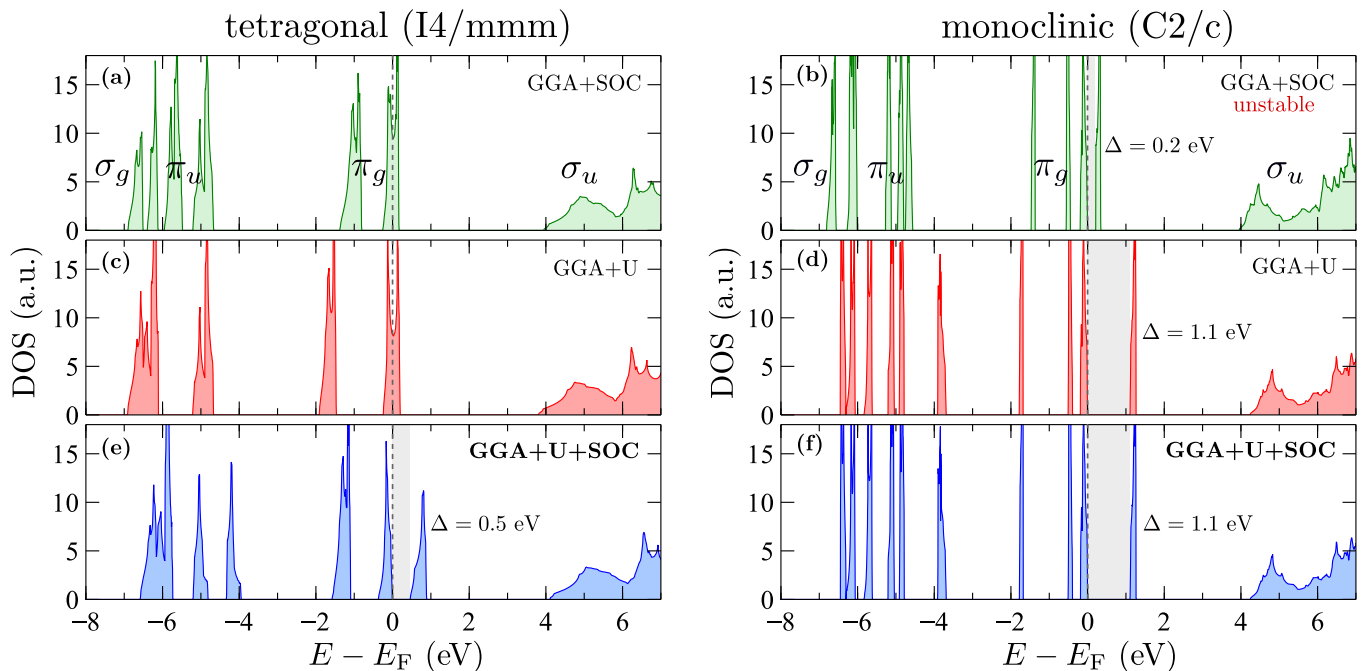 tetragonal (I4/mmm)
monoclinic (C2/c)
(a)
GGA+SOC
σg
πu
πg
σu
0
5
10
15
(b)
GGA+SOC
unstable
Δ = 0.2 eV
σg
πu
πg
σu
0
5
10
15
(c)
GGA+U
DOS (a.u.)
0
5
10
15
(d)
GGA+U
Δ = 1.1 eV
DOS (a.u.)
0
5
10
15
(e)
GGA+U+SOC
Δ = 0.5 eV
0
5
10
15
(f)
GGA+U+SOC
Δ = 1.1 eV
0
5
10
15
−8 −6 −4 −2 0 2 4 6
E − EF (eV)
−8 −6 −4 −2 0 2 4 6
E − EF (eV)